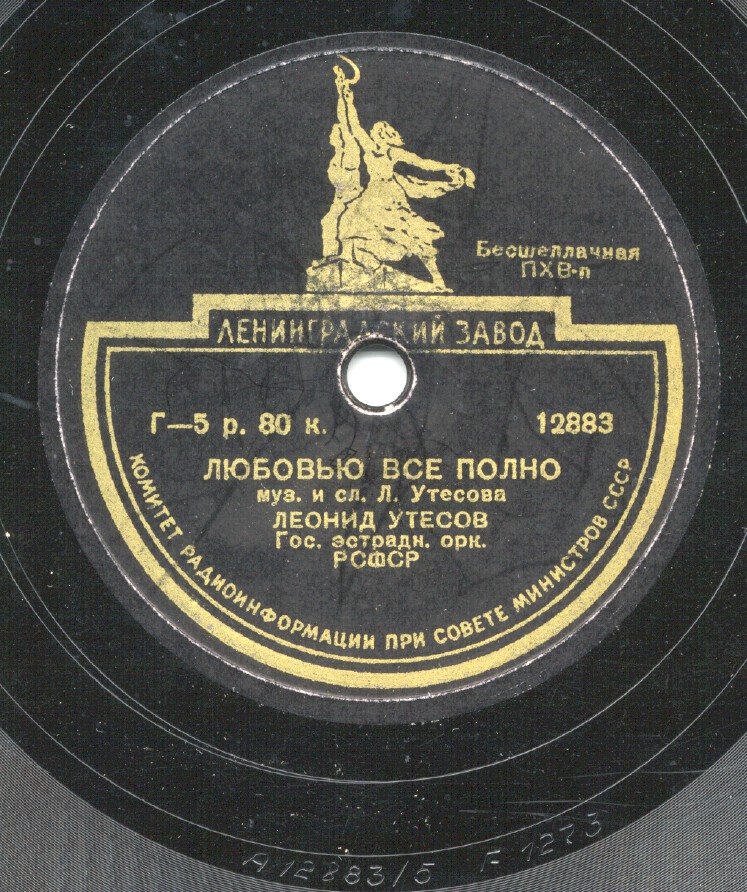 Бесшеллачная
ПХВ-п
ЛЕНИНГРАДСКИЙ ЗАВОД
Г—5 р. 80 к.
12883
ЛЮБОВЬЮ ВСЕ ПОЛНО
муз. и сл. Л. Утесова
ЛЕОНИД УТЕСОВ
Гос. эстрадн. орк.
РСФСР
КОМИТЕТ РАДИОИНФОРМАЦИИ ПРИ СОВЕТЕ МИНИСТРОВ СССР
A12883/5 F 1273